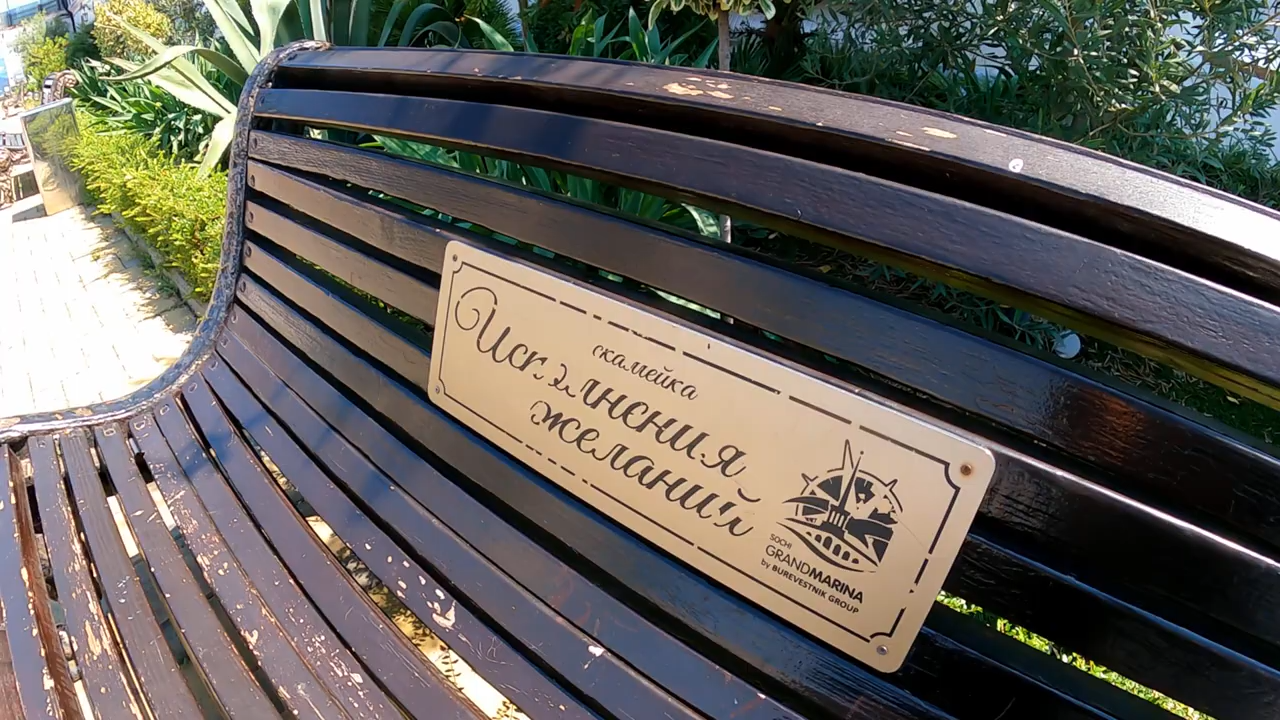 скамейка
Исполнения
желаний
SOCHI
GRANDMARINA
by BUREVESTNIK GROUP